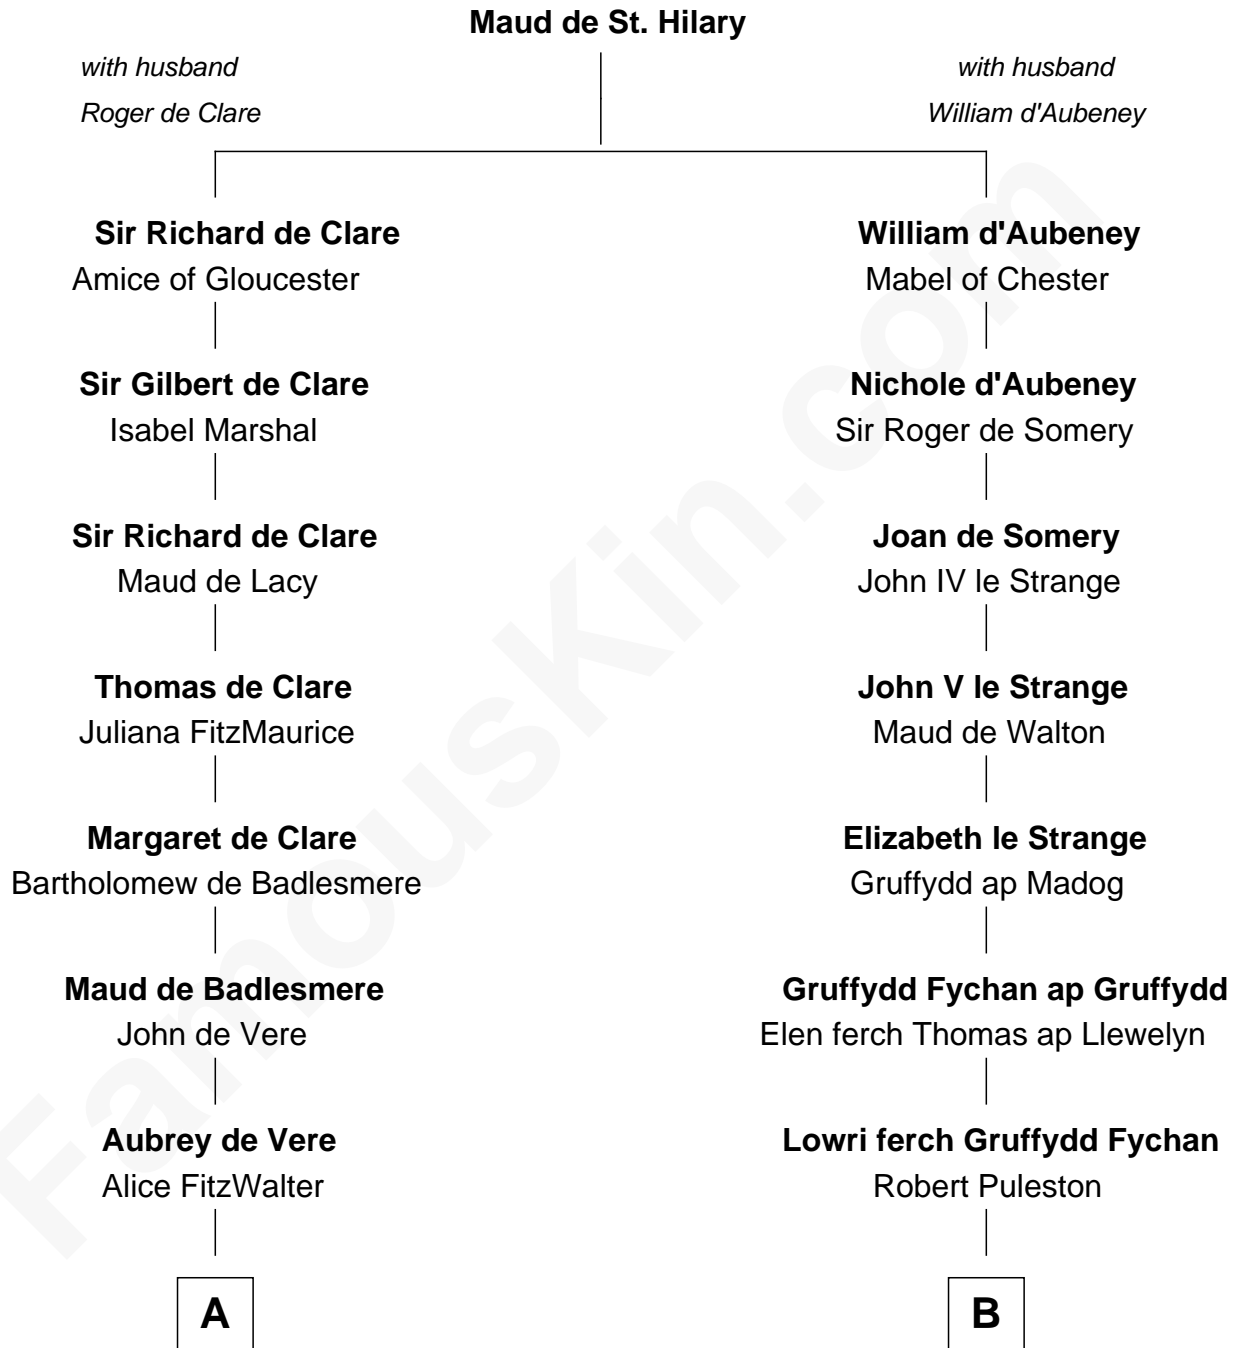 Maud de St. Hilary
with husband
Roger de Clare
with husband
William d'Aubeney
Sir Richard de Clare
Amice of Gloucester
William d'Aubeney
Mabel of Chester
Sir Gilbert de Clare
Isabel Marshal
Nichole d'Aubeney
Sir Roger de Somery
Sir Richard de Clare
Maud de Lacy
Joan de Somery
John IV le Strange
Thomas de Clare
Juliana FitzMaurice
John V le Strange
Maud de Walton
Margaret de Clare
Bartholomew de Badlesmere
Elizabeth le Strange
Gruffydd ap Madog
Maud de Badlesmere
John de Vere
Gruffydd Fychan ap Gruffydd
Elen ferch Thomas ap Llewelyn
Aubrey de Vere
Alice FitzWalter
Lowri ferch Gruffydd Fychan
Robert Puleston
A
B
FamousKin.com